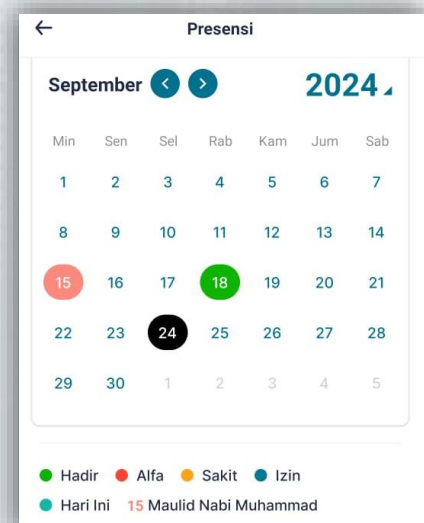 Presensi
September 2024
Min Sen Sel Rab Kam Jum Sab
1 2 3 4 5 6 7
8 9 10 11 12 13 14
15 16 17 18 19 20 21
22 23 24 25 26 27 28
29 30 1 2 3 4 5
Hadir Alfa Sakit Izin
Hari Ini 15 Maulid Nabi Muhammad